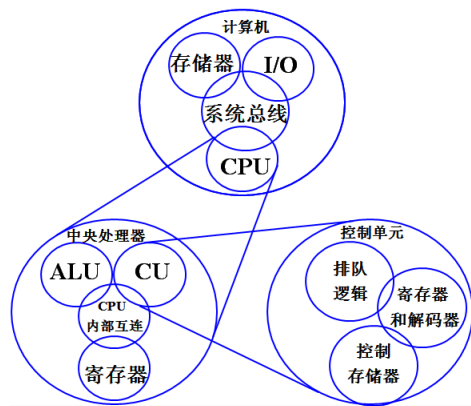 计算机
存储器
I/O
系统总线
CPU
中央处理器
ALU
CU
CPU
内部互连
寄存器
控制单元
排队
逻辑
寄存器
和解码器
控制
存储器